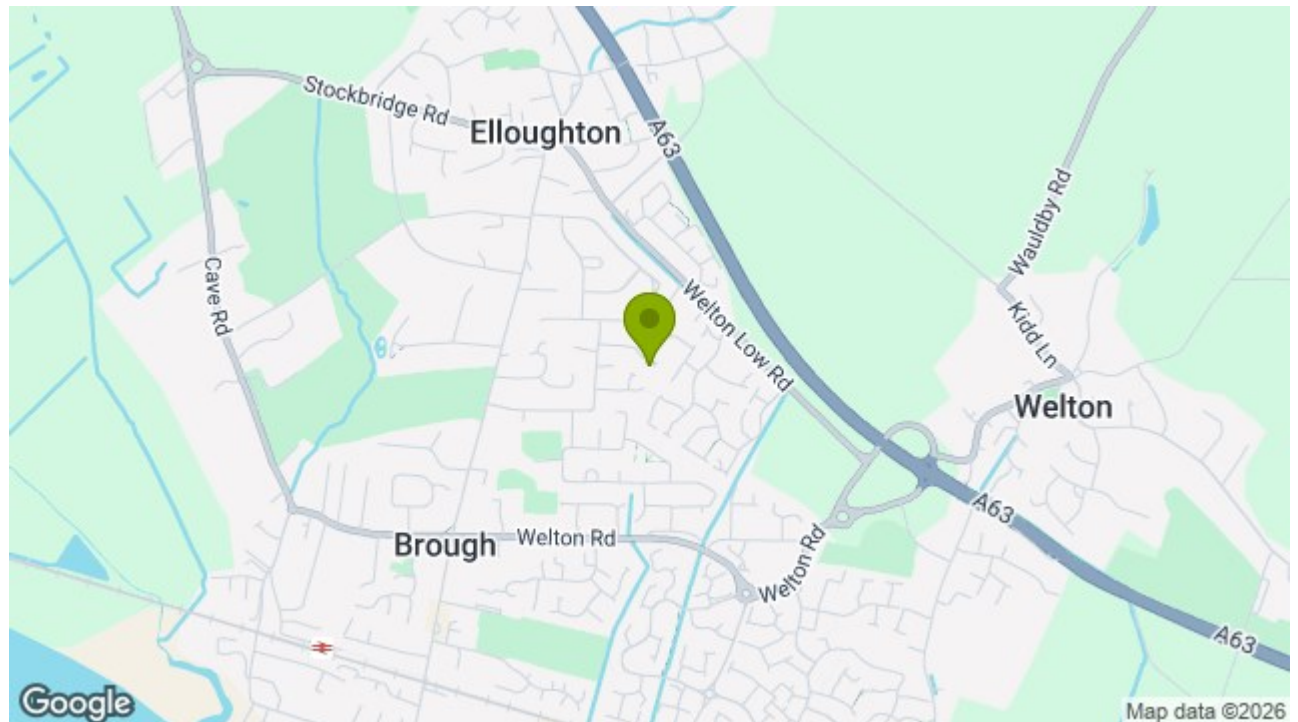 Stockbridge Rd
Elloughton
A63
Wauldby Rd
Cave Rd
Welton Low Rd
Kidd Ln
Welton
A63
Brough
Welton Rd
Welton Rd
A63
Google
Map data ©2026